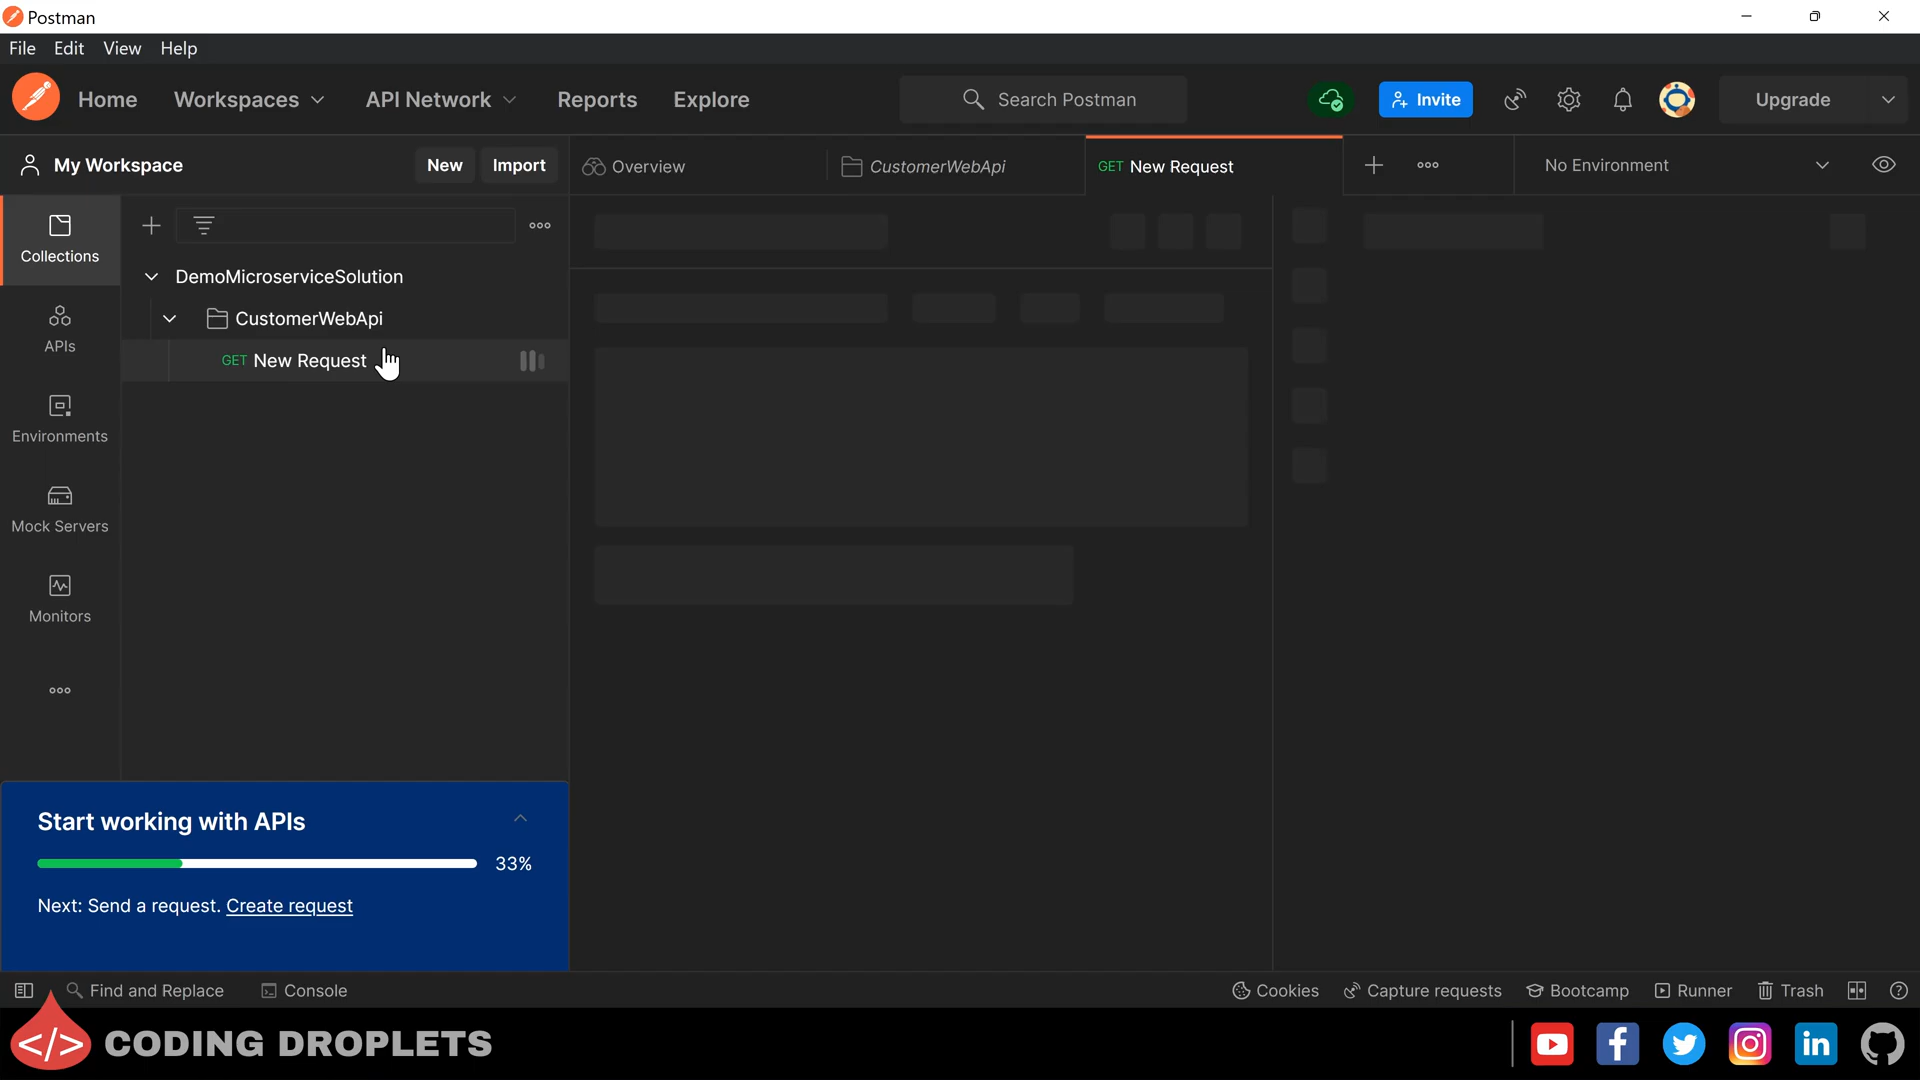 Postman
File Edit View Help
Home Workspaces API Network Reports Explore Search Postman Invite Upgrade
My Workspace New Import Overview CustomerWebApi GET New Request No Environment
Collections
DemoMicroserviceSolution
CustomerWebApi
APIs
GET New Request
Environments
Mock Servers
Monitors
Start working with APIs
33%
Next: Send a request. Create request
Find and Replace Console Cookies Capture requests Bootcamp Runner Trash
</> CODING DROPLETS